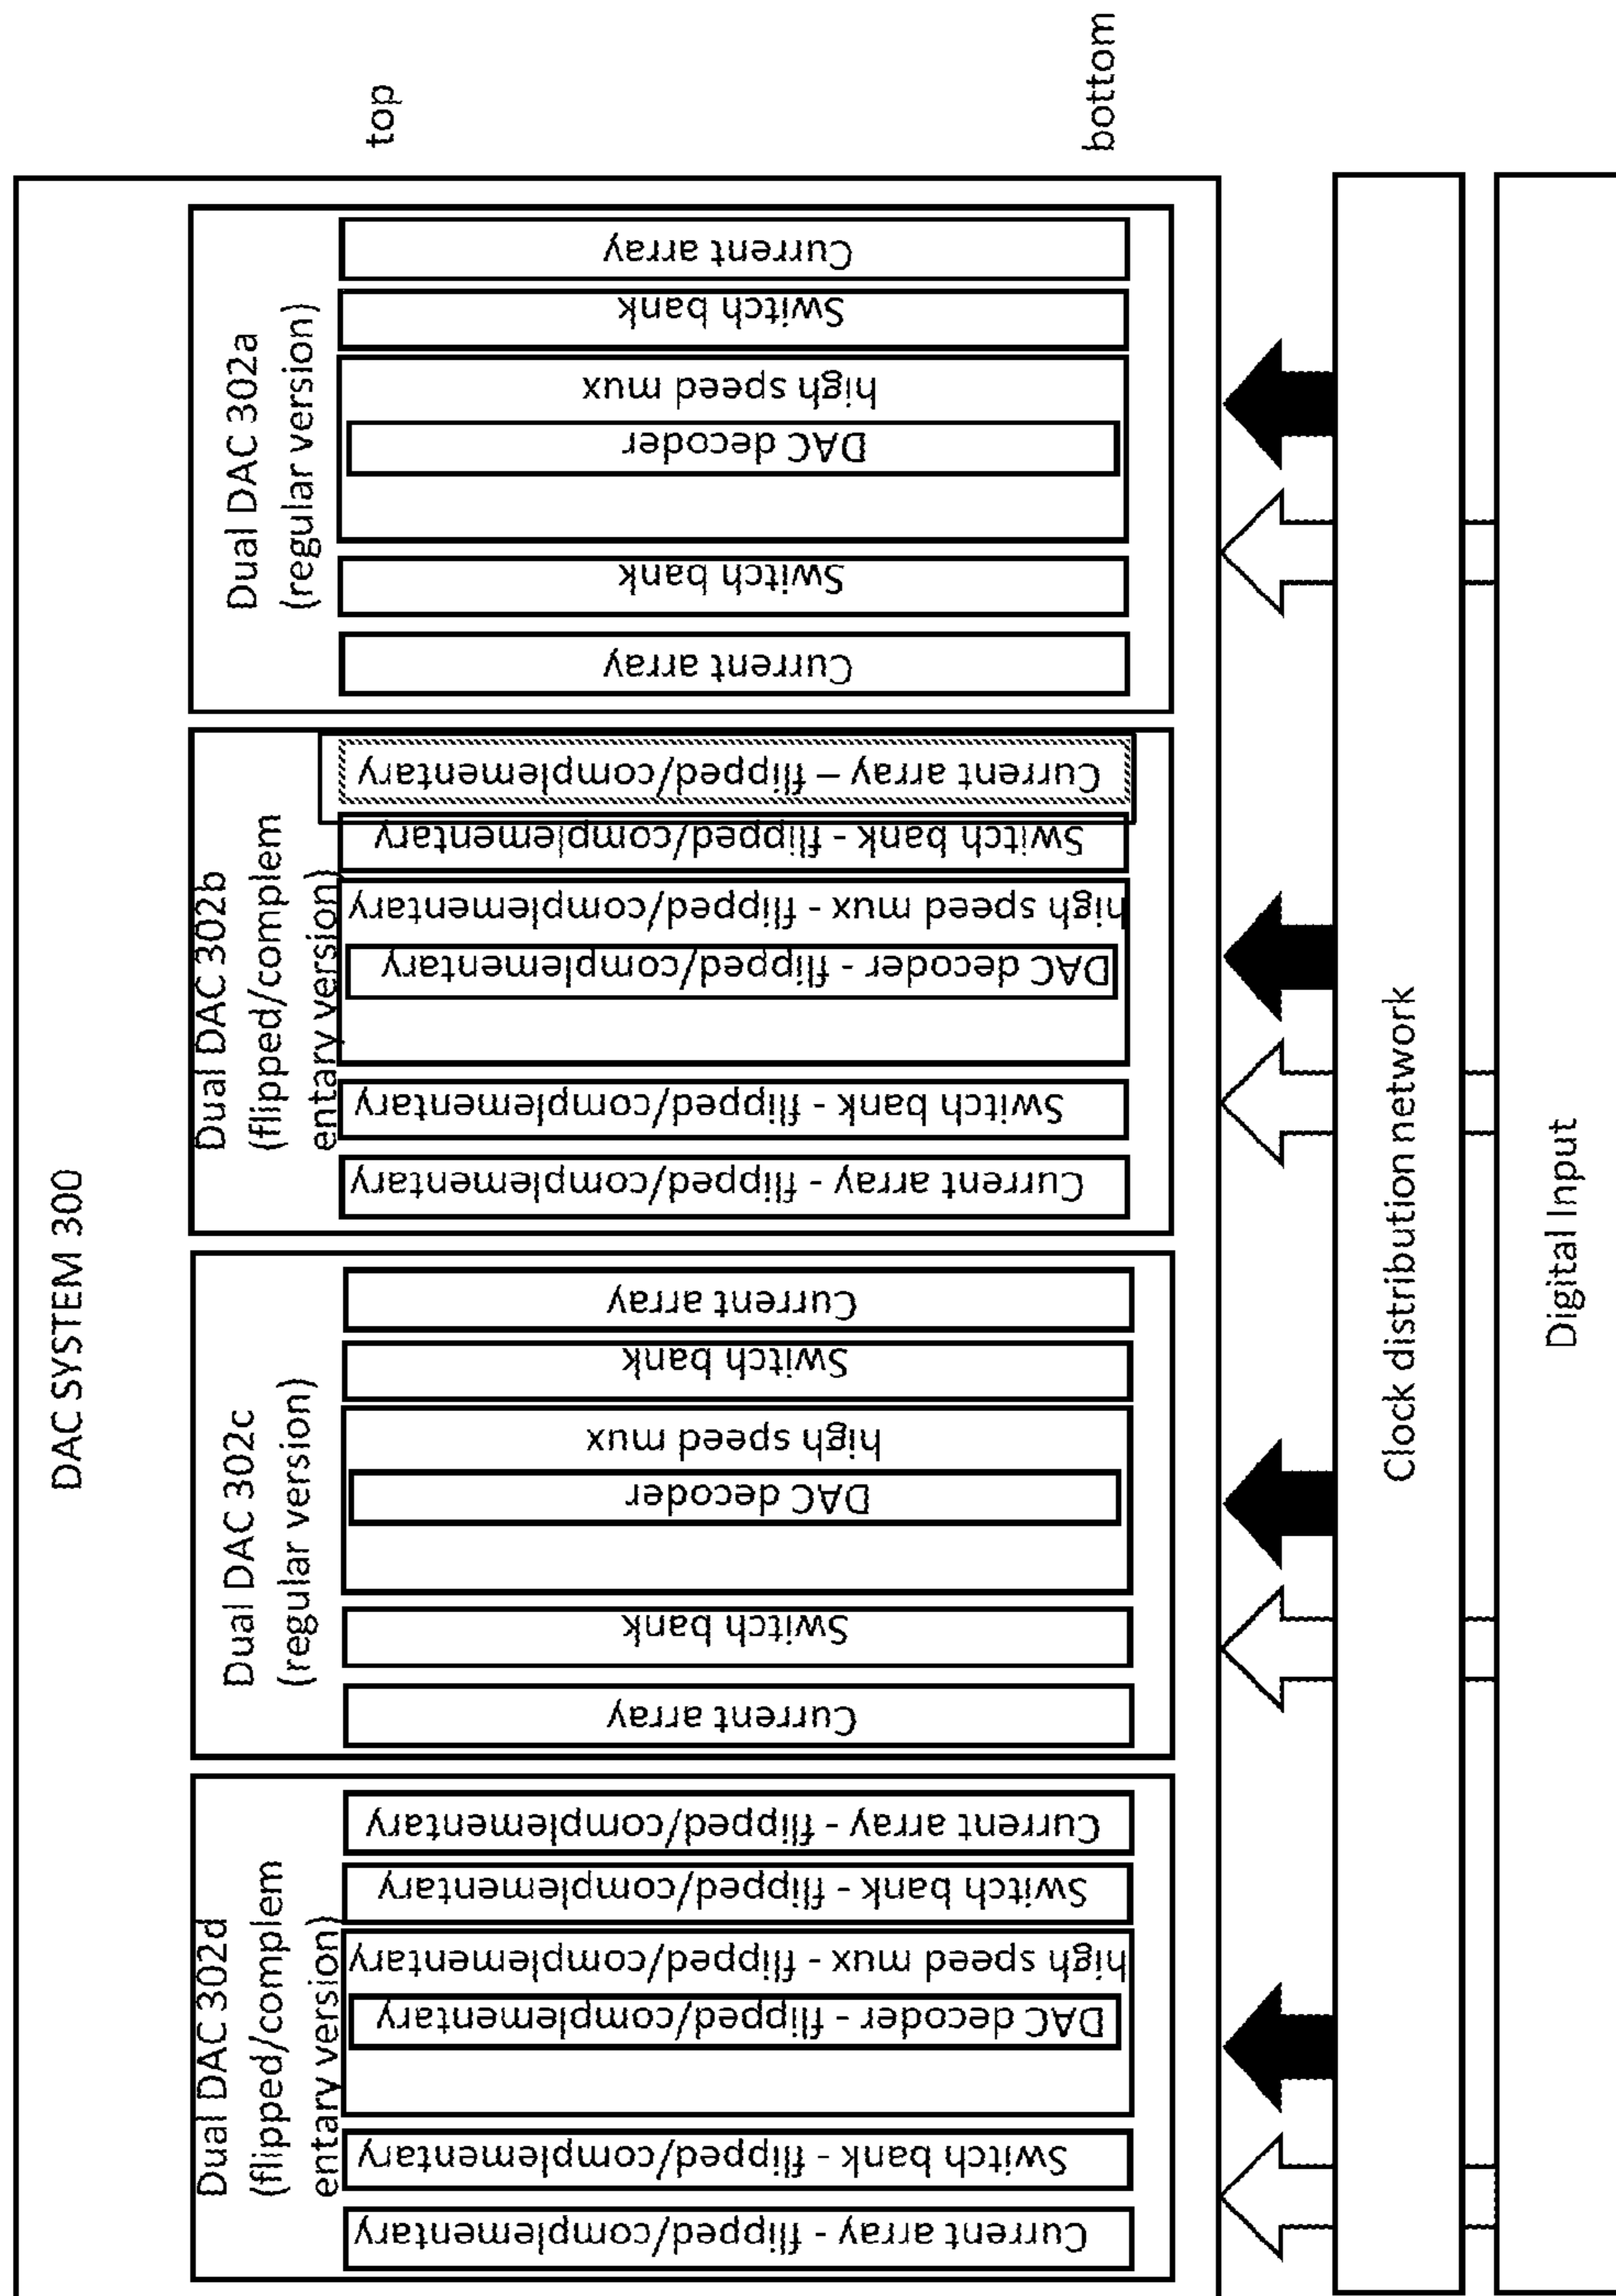 DAC SYSTEM 300
top
bottom
Dual DAC 302d
(flipped/complem
entary version)
Current array - flipped/complementary
Switch bank - flipped/complementary
DAC decoder - flipped/complementary
high speed mux - flipped/complementary
Switch bank - flipped/complementary
Current array - flipped/complementary
Dual DAC 302c
(regular version)
Current array
Switch bank
DAC decoder
high speed mux
Switch bank
Current array
Dual DAC 302b
(flipped/complem
entary version)
Current array - flipped/complementary
Switch bank - flipped/complementary
DAC decoder - flipped/complementary
high speed mux - flipped/complementary
Switch bank - flipped/complementary
Current array – flipped/complementary
Dual DAC 302a
(regular version)
Current array
Switch bank
DAC decoder
high speed mux
Switch bank
Current array
Clock distribution network
Digital Input